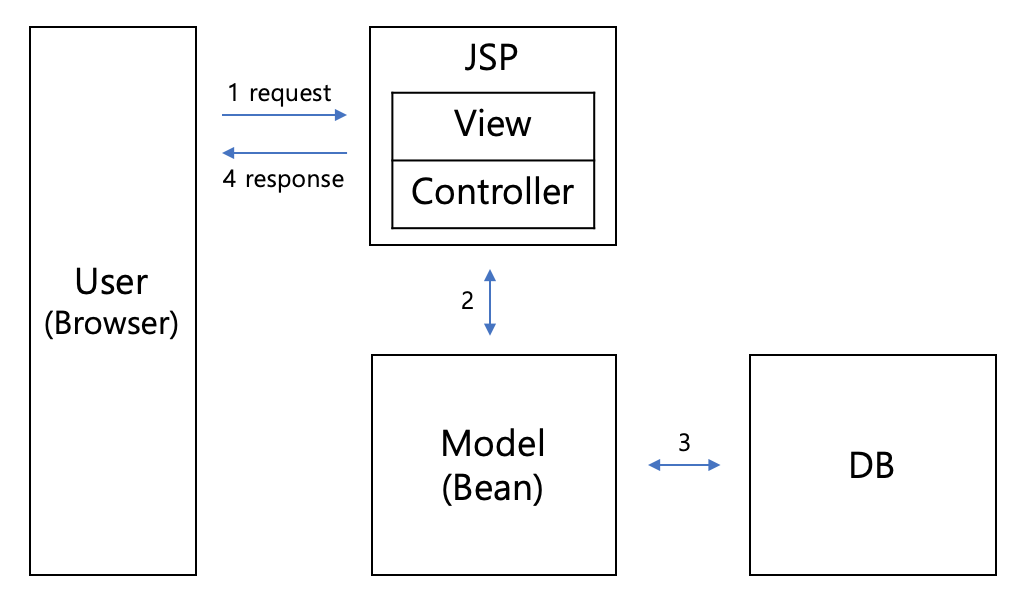 JSP
1 request
View
4 response
Controller
User
(Browser)
2
Model
(Bean)
3
DB